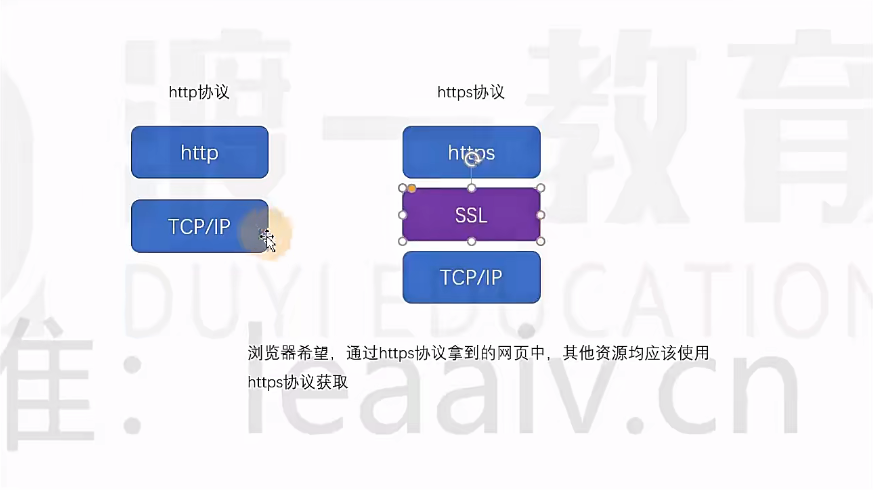 渡一教育
http协议
https协议
http
https
TCP/IP
SSL
TCP/IP
DUYI EDUCATION
浏览器希望，通过https协议拿到的网页中，其他资源均应该使用
https协议获取
准：leaaiv.cn